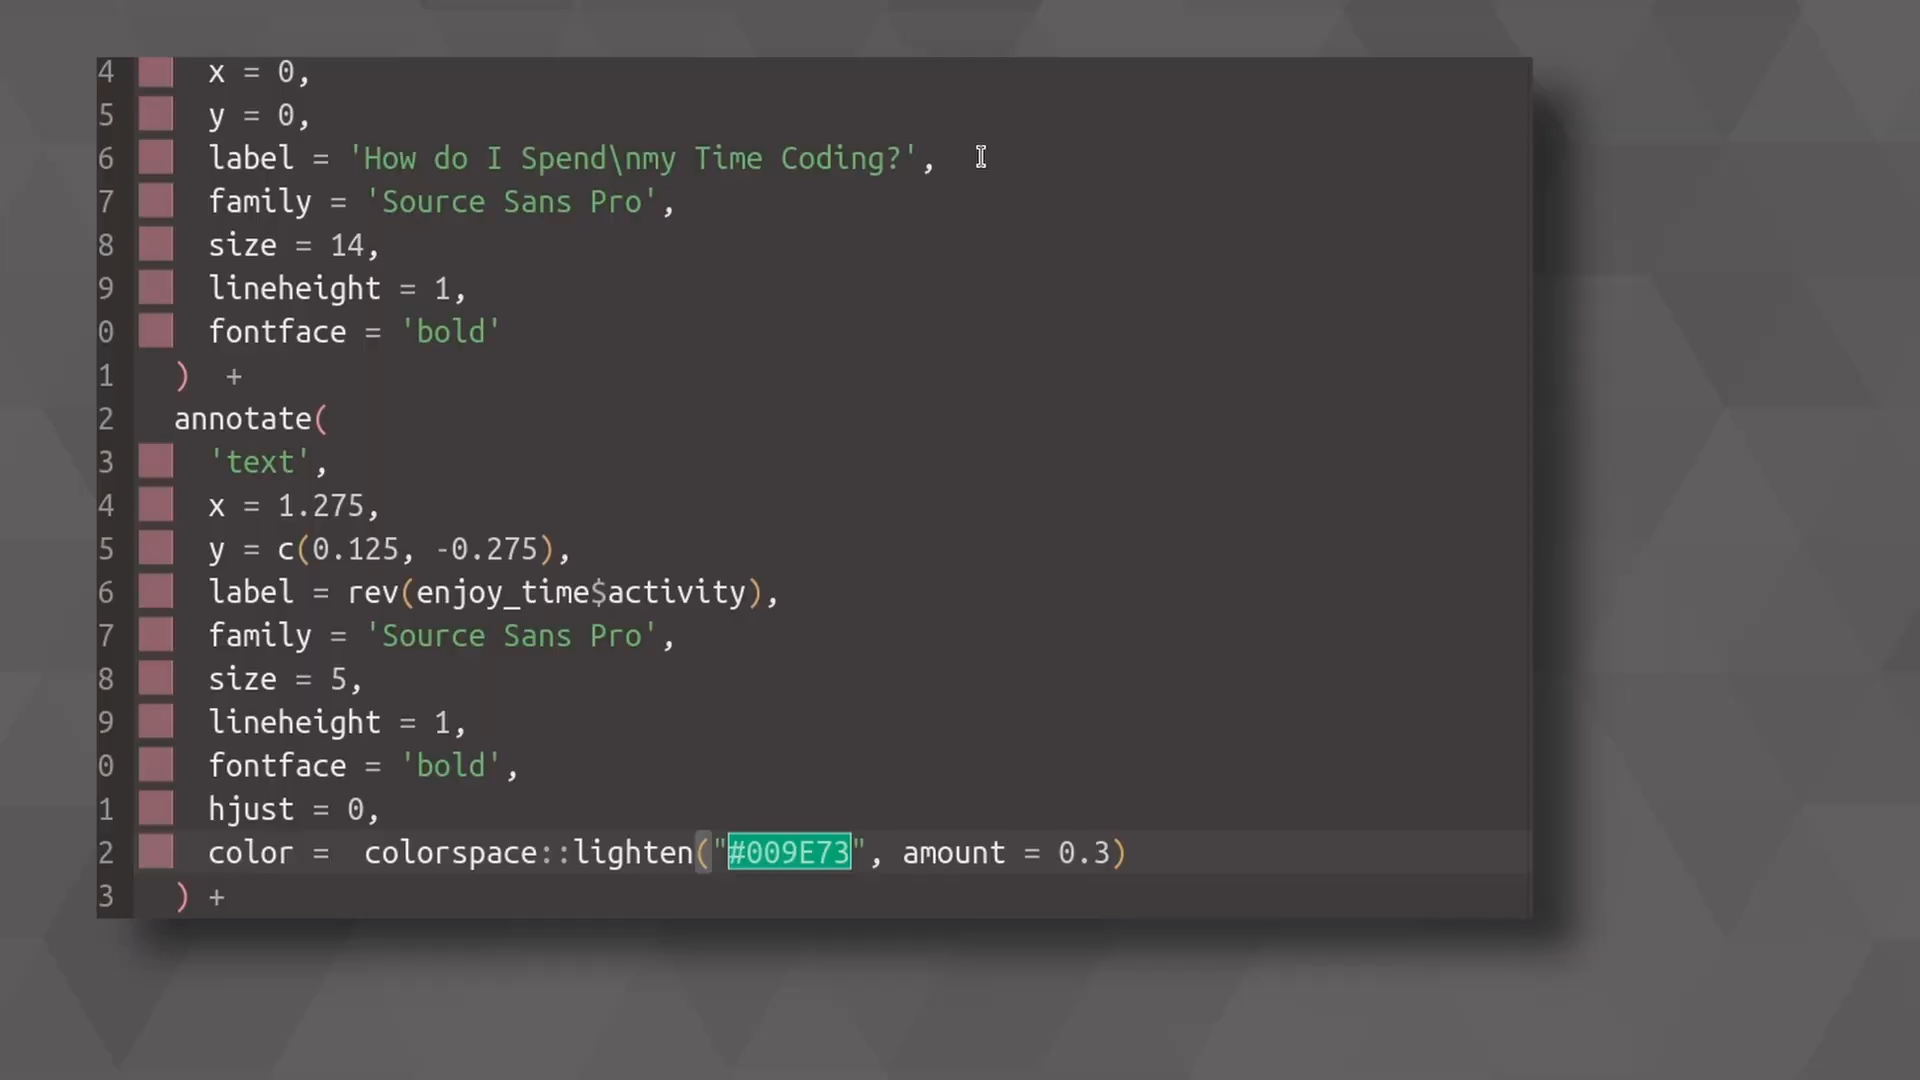 4 x = 0,
5 y = 0,
6 label = 'How do I Spend\nmy Time Coding?',
7 family = 'Source Sans Pro',
8 size = 14,
9 lineheight = 1,
0 fontface = 'bold'
1 ) +
2 annotate(
3 'text',
4 x = 1.275,
5 y = c(0.125, -0.275),
6 label = rev(enjoy_time$activity),
7 family = 'Source Sans Pro',
8 size = 5,
9 lineheight = 1,
0 fontface = 'bold',
1 hjust = 0,
2 color = colorspace::lighten("#009E73", amount = 0.3)
3 ) +